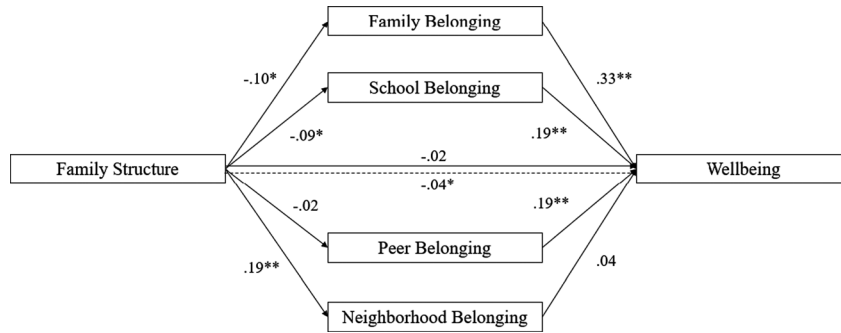 Family Belonging
-.10*
.33**
School Belonging
-.09*
.19**
-.02
Family Structure
Wellbeing
-.04*
-.02
.19**
Peer Belonging
.19**
.04
Neighborhood Belonging